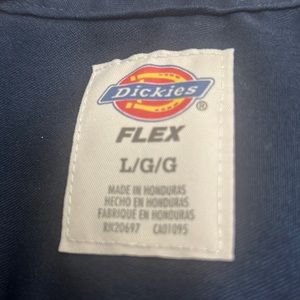 Dickies ®
FLEX
L/G/G
MADE IN HONDURAS
HECHO EN HONDURAS
FABRIQUÉ EN HONDURAS
RN20697 CA01095